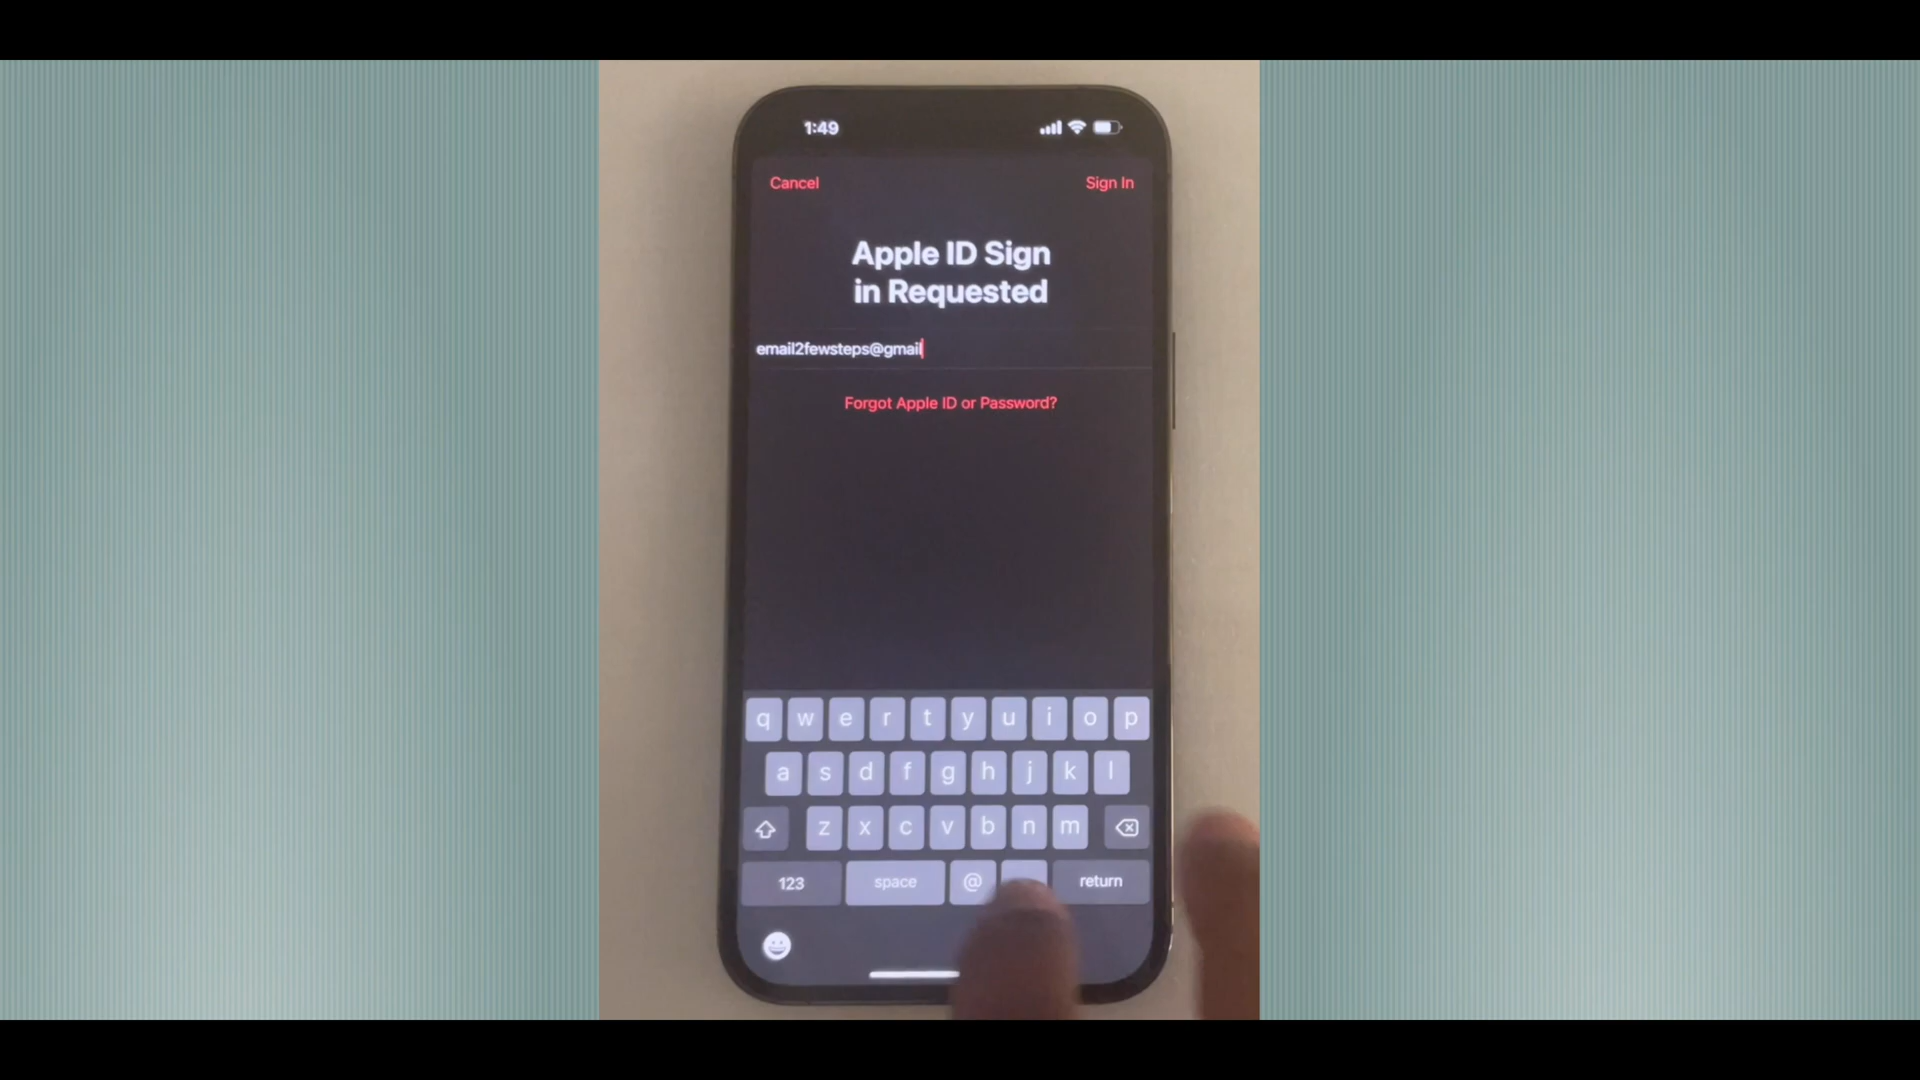 1:49
Cancel
Sign In
Apple ID Sign
in Requested
email2fewsteps@gmail
Forgot Apple ID or Password?
q w e r t y u i o p
a s d f g h j k l
z x c v b n m
123 space @ return